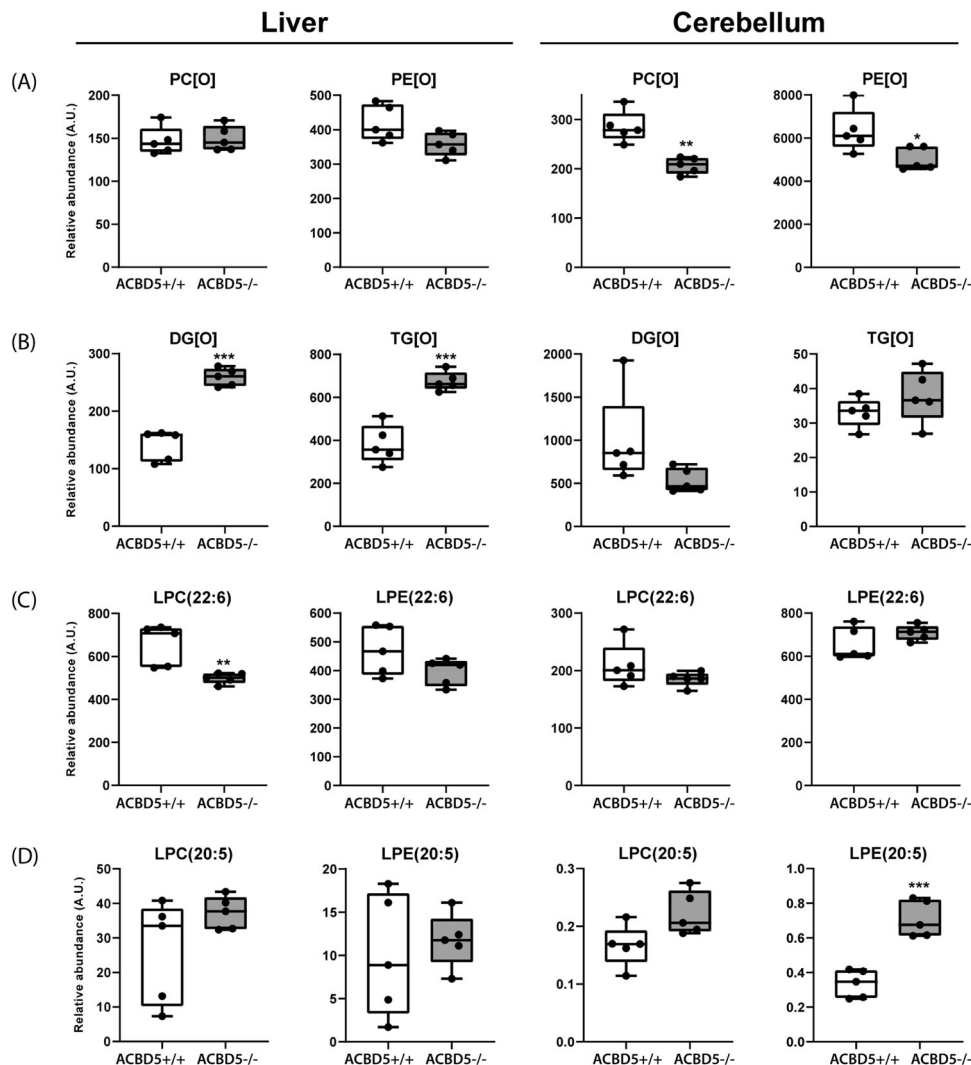 Liver Cerebellum
(A) PC[O] PE[O] PC[O] PE[O]
Relative abundance (A.U.)
200 500 300 8000
150 400 200 6000
100 300 200 4000
50 200 100 2000
0 100 0 0
0
** *
ACBD5+/+ ACBD5-/- ACBD5+/+ ACBD5-/- ACBD5+/+ ACBD5-/- ACBD5+/+ ACBD5-/-
(B) DG[O] TG[O] DG[O] TG[O]
Relative abundance (A.U.)
300 800 2000 50
200 600 1500 40
100 400 1000 30
0 200 500 20
0 0 10
0
*** ***
ACBD5+/+ ACBD5-/- ACBD5+/+ ACBD5-/- ACBD5+/+ ACBD5-/- ACBD5+/+ ACBD5-/-
(C) LPC(22:6) LPE(22:6) LPC(22:6) LPE(22:6)
Relative abundance (A.U.)
800 600 300 800
600 500 200 600
400 400 100 400
200 300 0 200
0 200 0
100
0
**
ACBD5+/+ ACBD5-/- ACBD5+/+ ACBD5-/- ACBD5+/+ ACBD5-/- ACBD5+/+ ACBD5-/-
(D) LPC(20:5) LPE(20:5) LPC(20:5) LPE(20:5)
Relative abundance (A.U.)
50 20 0.3 1.0
40 15 0.2 0.8
30 10 0.1 0.6
20 5 0.0 0.4
10 0 0.2
0 0.0
***
ACBD5+/+ ACBD5-/- ACBD5+/+ ACBD5-/- ACBD5+/+ ACBD5-/- ACBD5+/+ ACBD5-/-